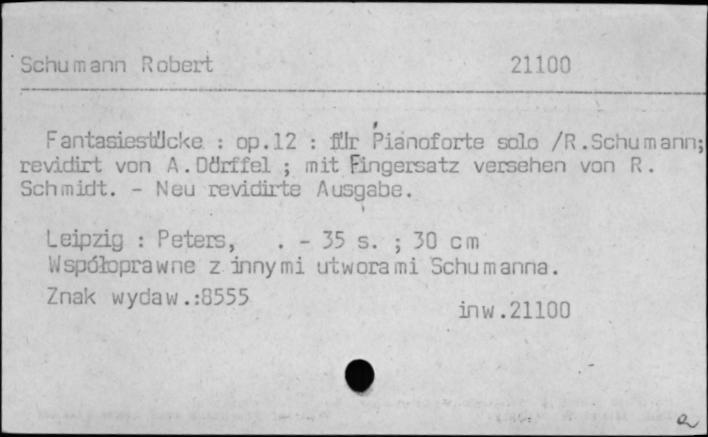 Schumann Robert 21100
Fantasiestücke : op.12 : für Pianoforte solo /R.Schumann;
revidirt von A.Dörffel ; mit Fingersatz versehen von R.
Schmidt. - Neu revidirte Ausgabe.
Leipzig : Peters, . - 35 s. ; 30 cm
Współoprawne z innymi utworami Schumanna.
Znak wydaw.:8555
inw.21100